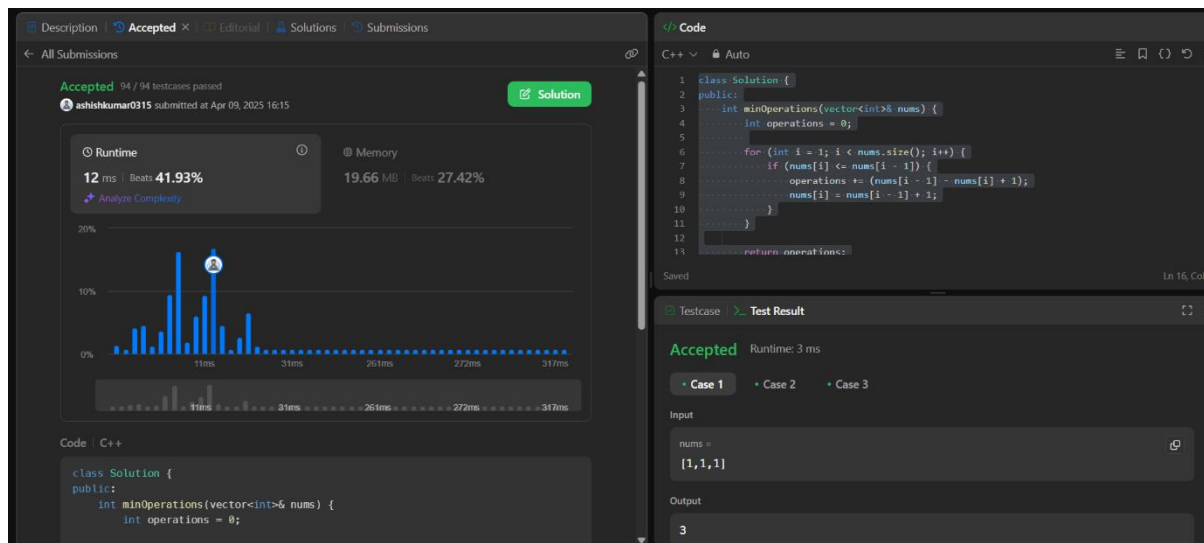 Description | Accepted × | Editorial | Solutions | Submissions
← All Submissions
Accepted 94 / 94 testcases passed
ashishkumar0315 submitted at Apr 09, 2025 16:15
Solution
Runtime
12 ms | Beats 41.93%
Analyze Complexity
Memory
19.66 MB | Beats 27.42%
20%
10%
0%
11ms 31ms 261ms 272ms 317ms
11ms 31ms 261ms 272ms 317ms
Code | C++
class Solution {
public:
    int minOperations(vector<int>& nums) {
        int operations = 0;
</> Code
C++ Auto
1 class Solution {
2 public:
3     int minOperations(vector<int>& nums) {
4         int operations = 0;
5
6         for (int i = 1; i < nums.size(); i++) {
7             if (nums[i] <= nums[i - 1]) {
8                 operations += (nums[i - 1] - nums[i] + 1);
9                 nums[i] = nums[i - 1] + 1;
10             }
11         }
12
13         return operations;
Saved
Ln 16, Col
Testcase | >_ Test Result
Accepted Runtime: 3 ms
• Case 1 • Case 2 • Case 3
Input
nums =
[1,1,1]
Output
3